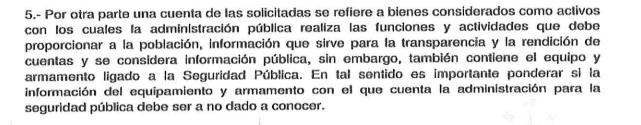 5.- Por otra parte una cuenta de las solicitadas se refiere a bienes considerados como activos
con los cuales la administración pública realiza las funciones y actividades que debe
proporcionar a la población, información que sirve para la transparencia y la rendición de
cuentas y se considera información pública, sin embargo, también contiene el equipo y
armamento ligado a la Seguridad Pública. En tal sentido es importante ponderar si la
información del equipamiento y armamento con el que cuenta la administración para la
seguridad pública debe ser a no dado a conocer.